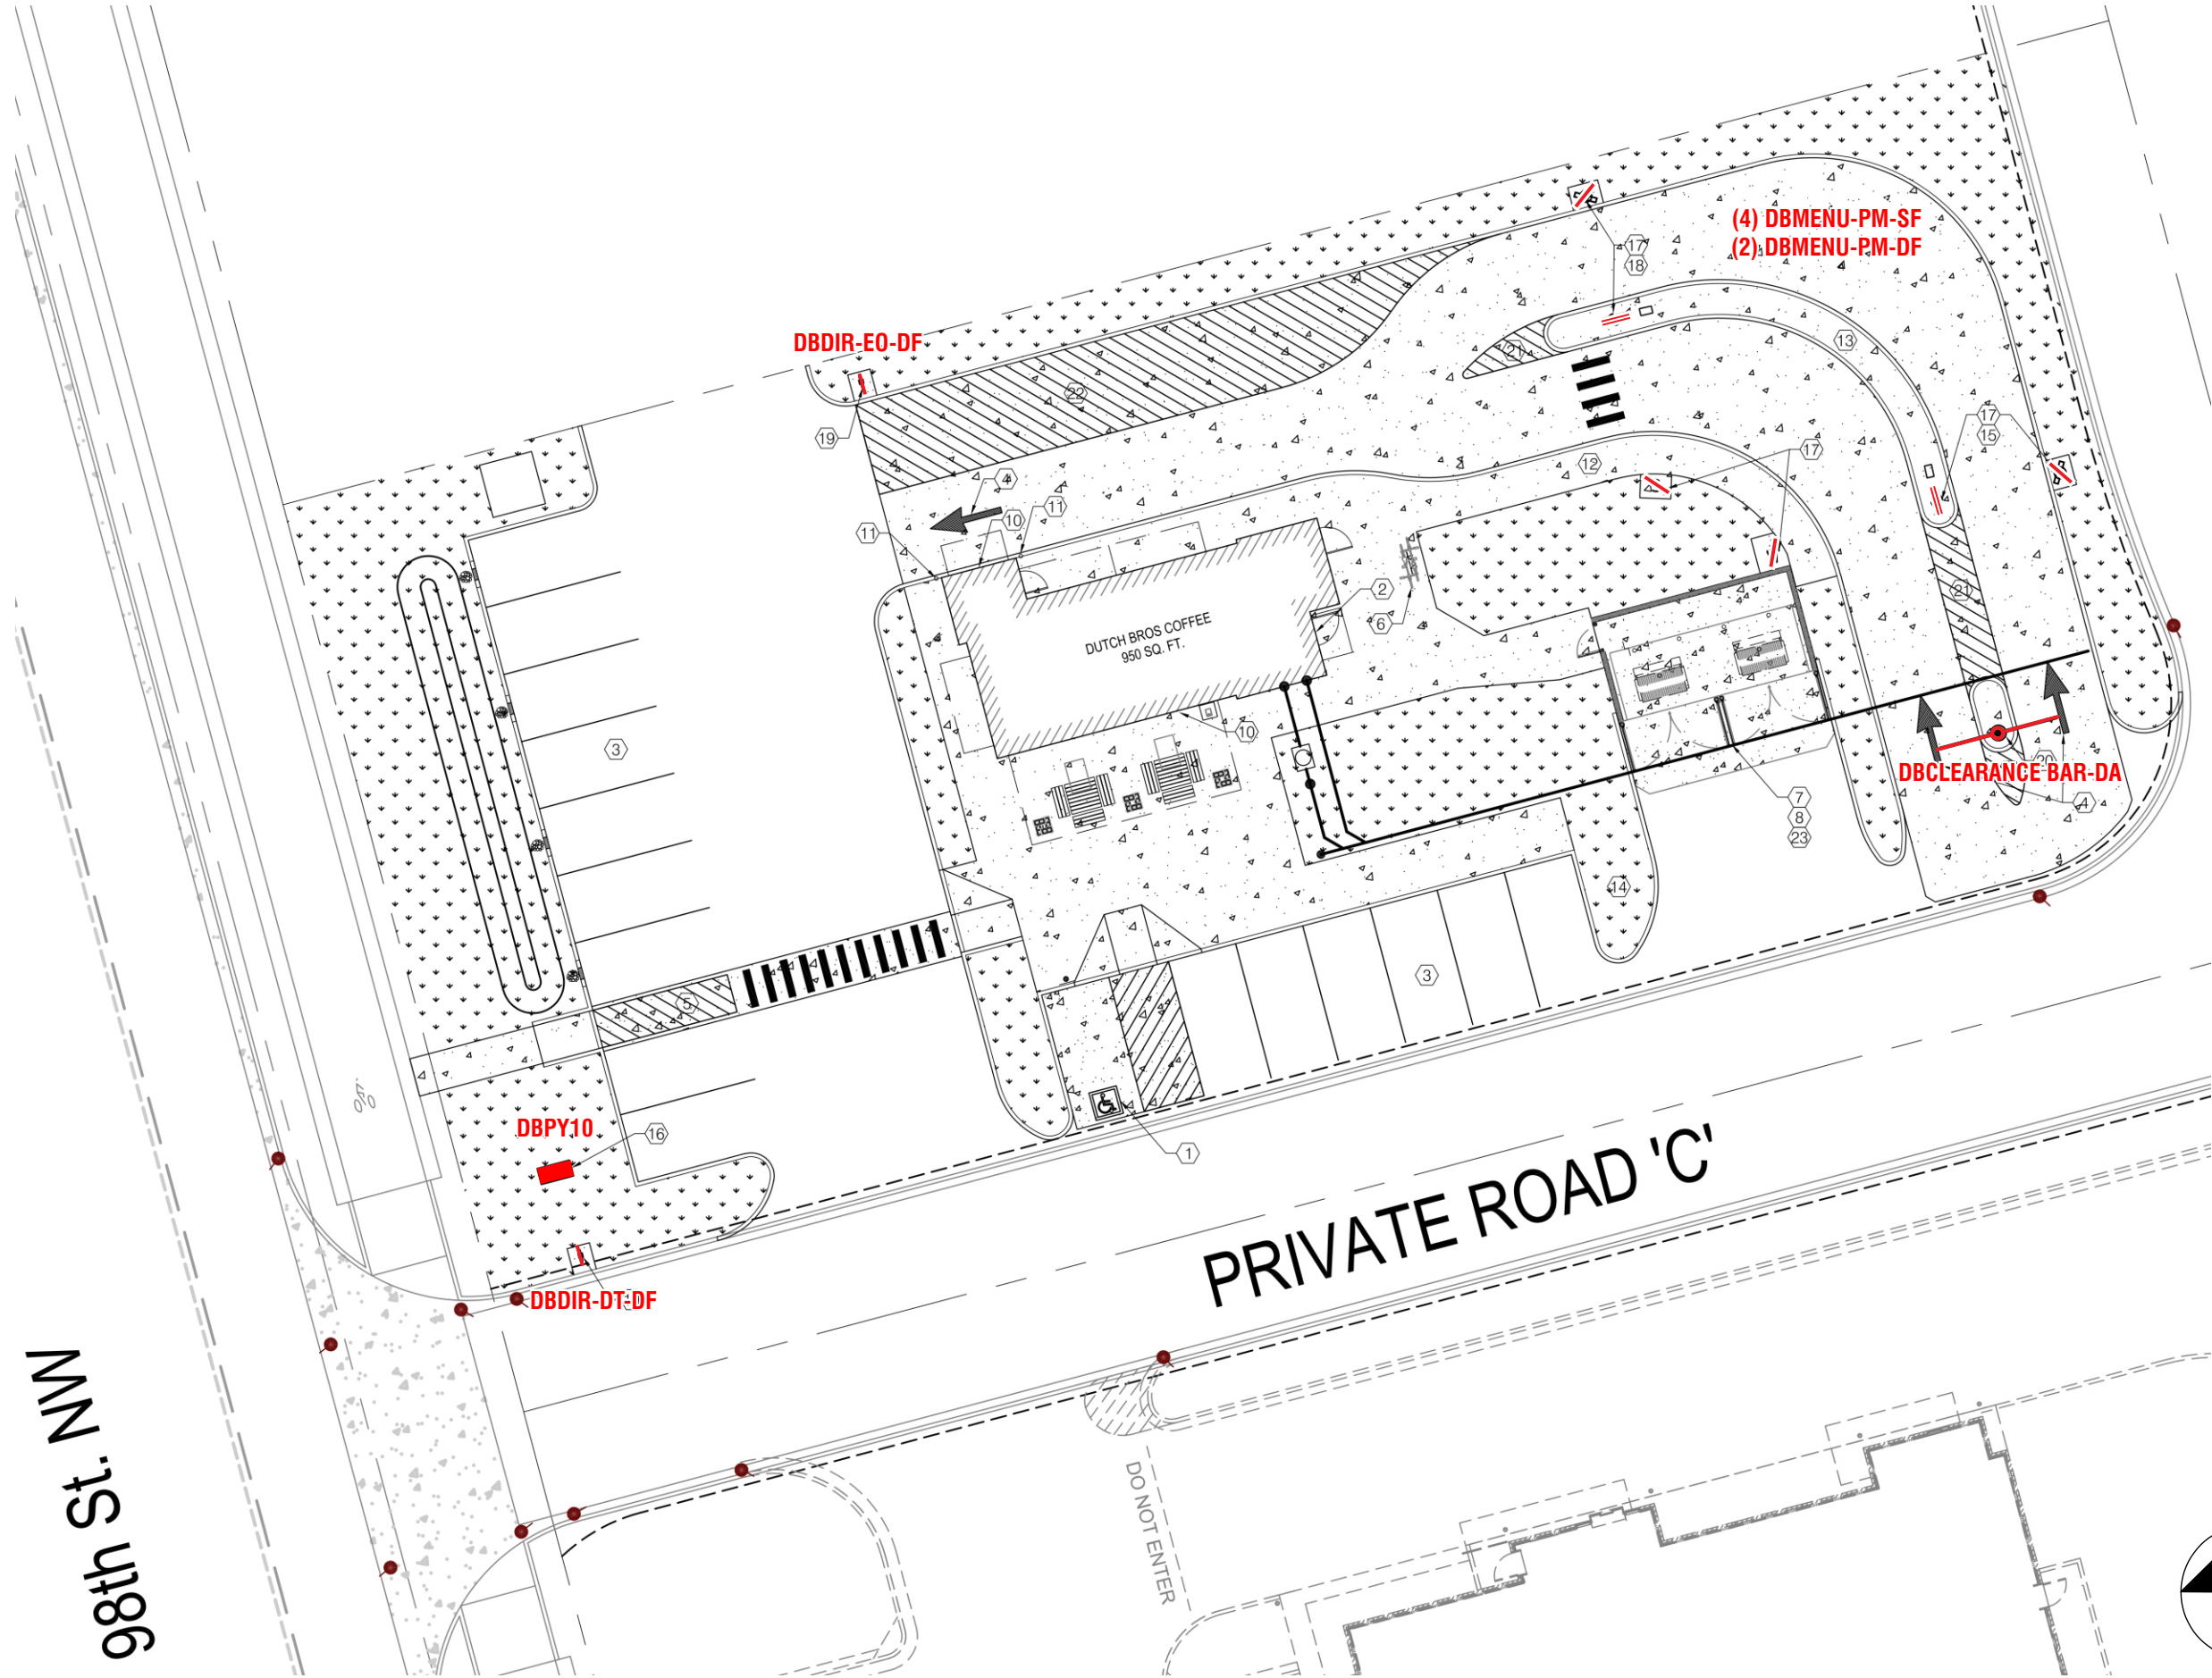 (4) DBMENU-PM-SF
(2) DBMENU-PM-DF
17
18
DBDIR-EO-DF
13
21
22
19
17
15
12
17
4
10
11
11
2
6
21
DUTCH BROS COFFEE
950 SQ. FT.
10
3
20
DBCLEARANCE BAR-DA
4
7
8
23
14
3
5
DBPY10
16
1
PRIVATE ROAD 'C'
DBDIR-DT-DF
98th St. NW
DO NOT ENTER